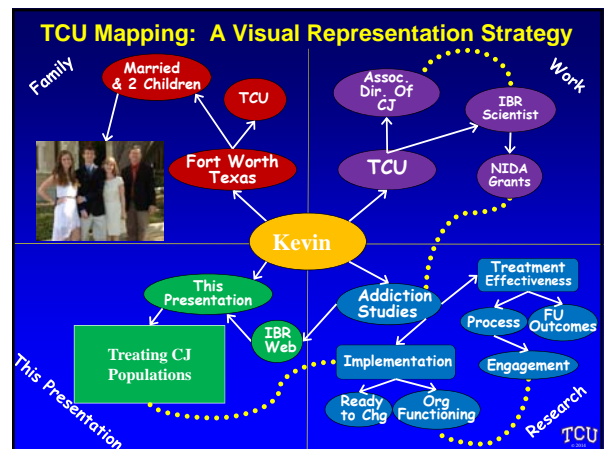 TCU Mapping: A Visual Representation Strategy
Family
Married
& 2 Children
TCU
Fort Worth
Texas
Work
Assoc.
Dir. Of
CJ
IBR
Scientist
TCU
NIDA
Grants
Kevin
This
Presentation
IBR
Web
Treating CJ
Populations
This Presentation
Addiction
Studies
Treatment
Effectiveness
Process
FU
Outcomes
Implementation
Engagement
Ready
to Chg
Org
Functioning
Research
TCU
© 2014